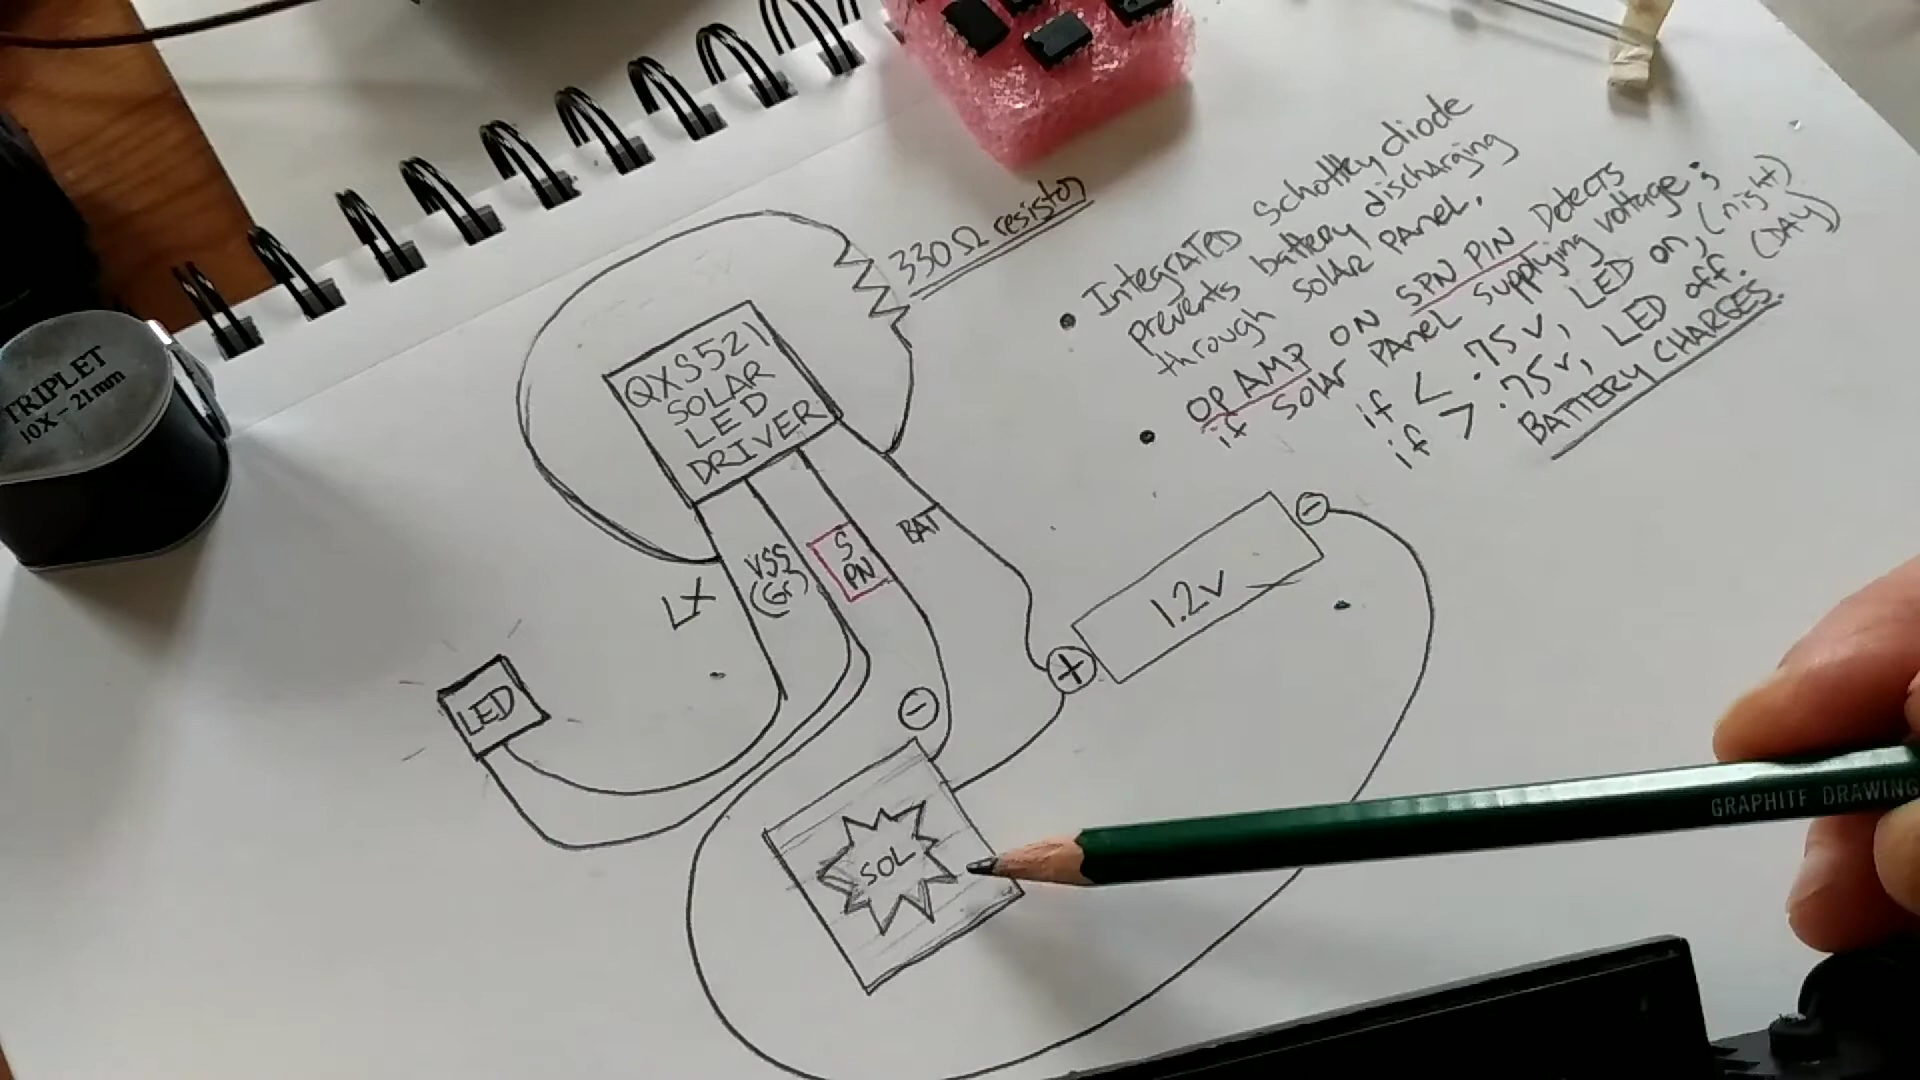 TRIPLET
10X-21mm
330Ω resistor
QXS521
SOLAR
LED
DRIVER
LX
VSS
(Gr)
S
PN
BAT
LED
1.2v
+
-
-
SOL
• IntegrATED Schottky diode
prevents battery discharging
through solAR PANEL.
• OP AMP ON SPN PIN Detects
if SOLAr PANEL supplying voltage;
if < .75v, LED on, (night)
if > .75v, LED off. (DAY)
BATTERY CHARGES.
GRAPHITE DRAWING